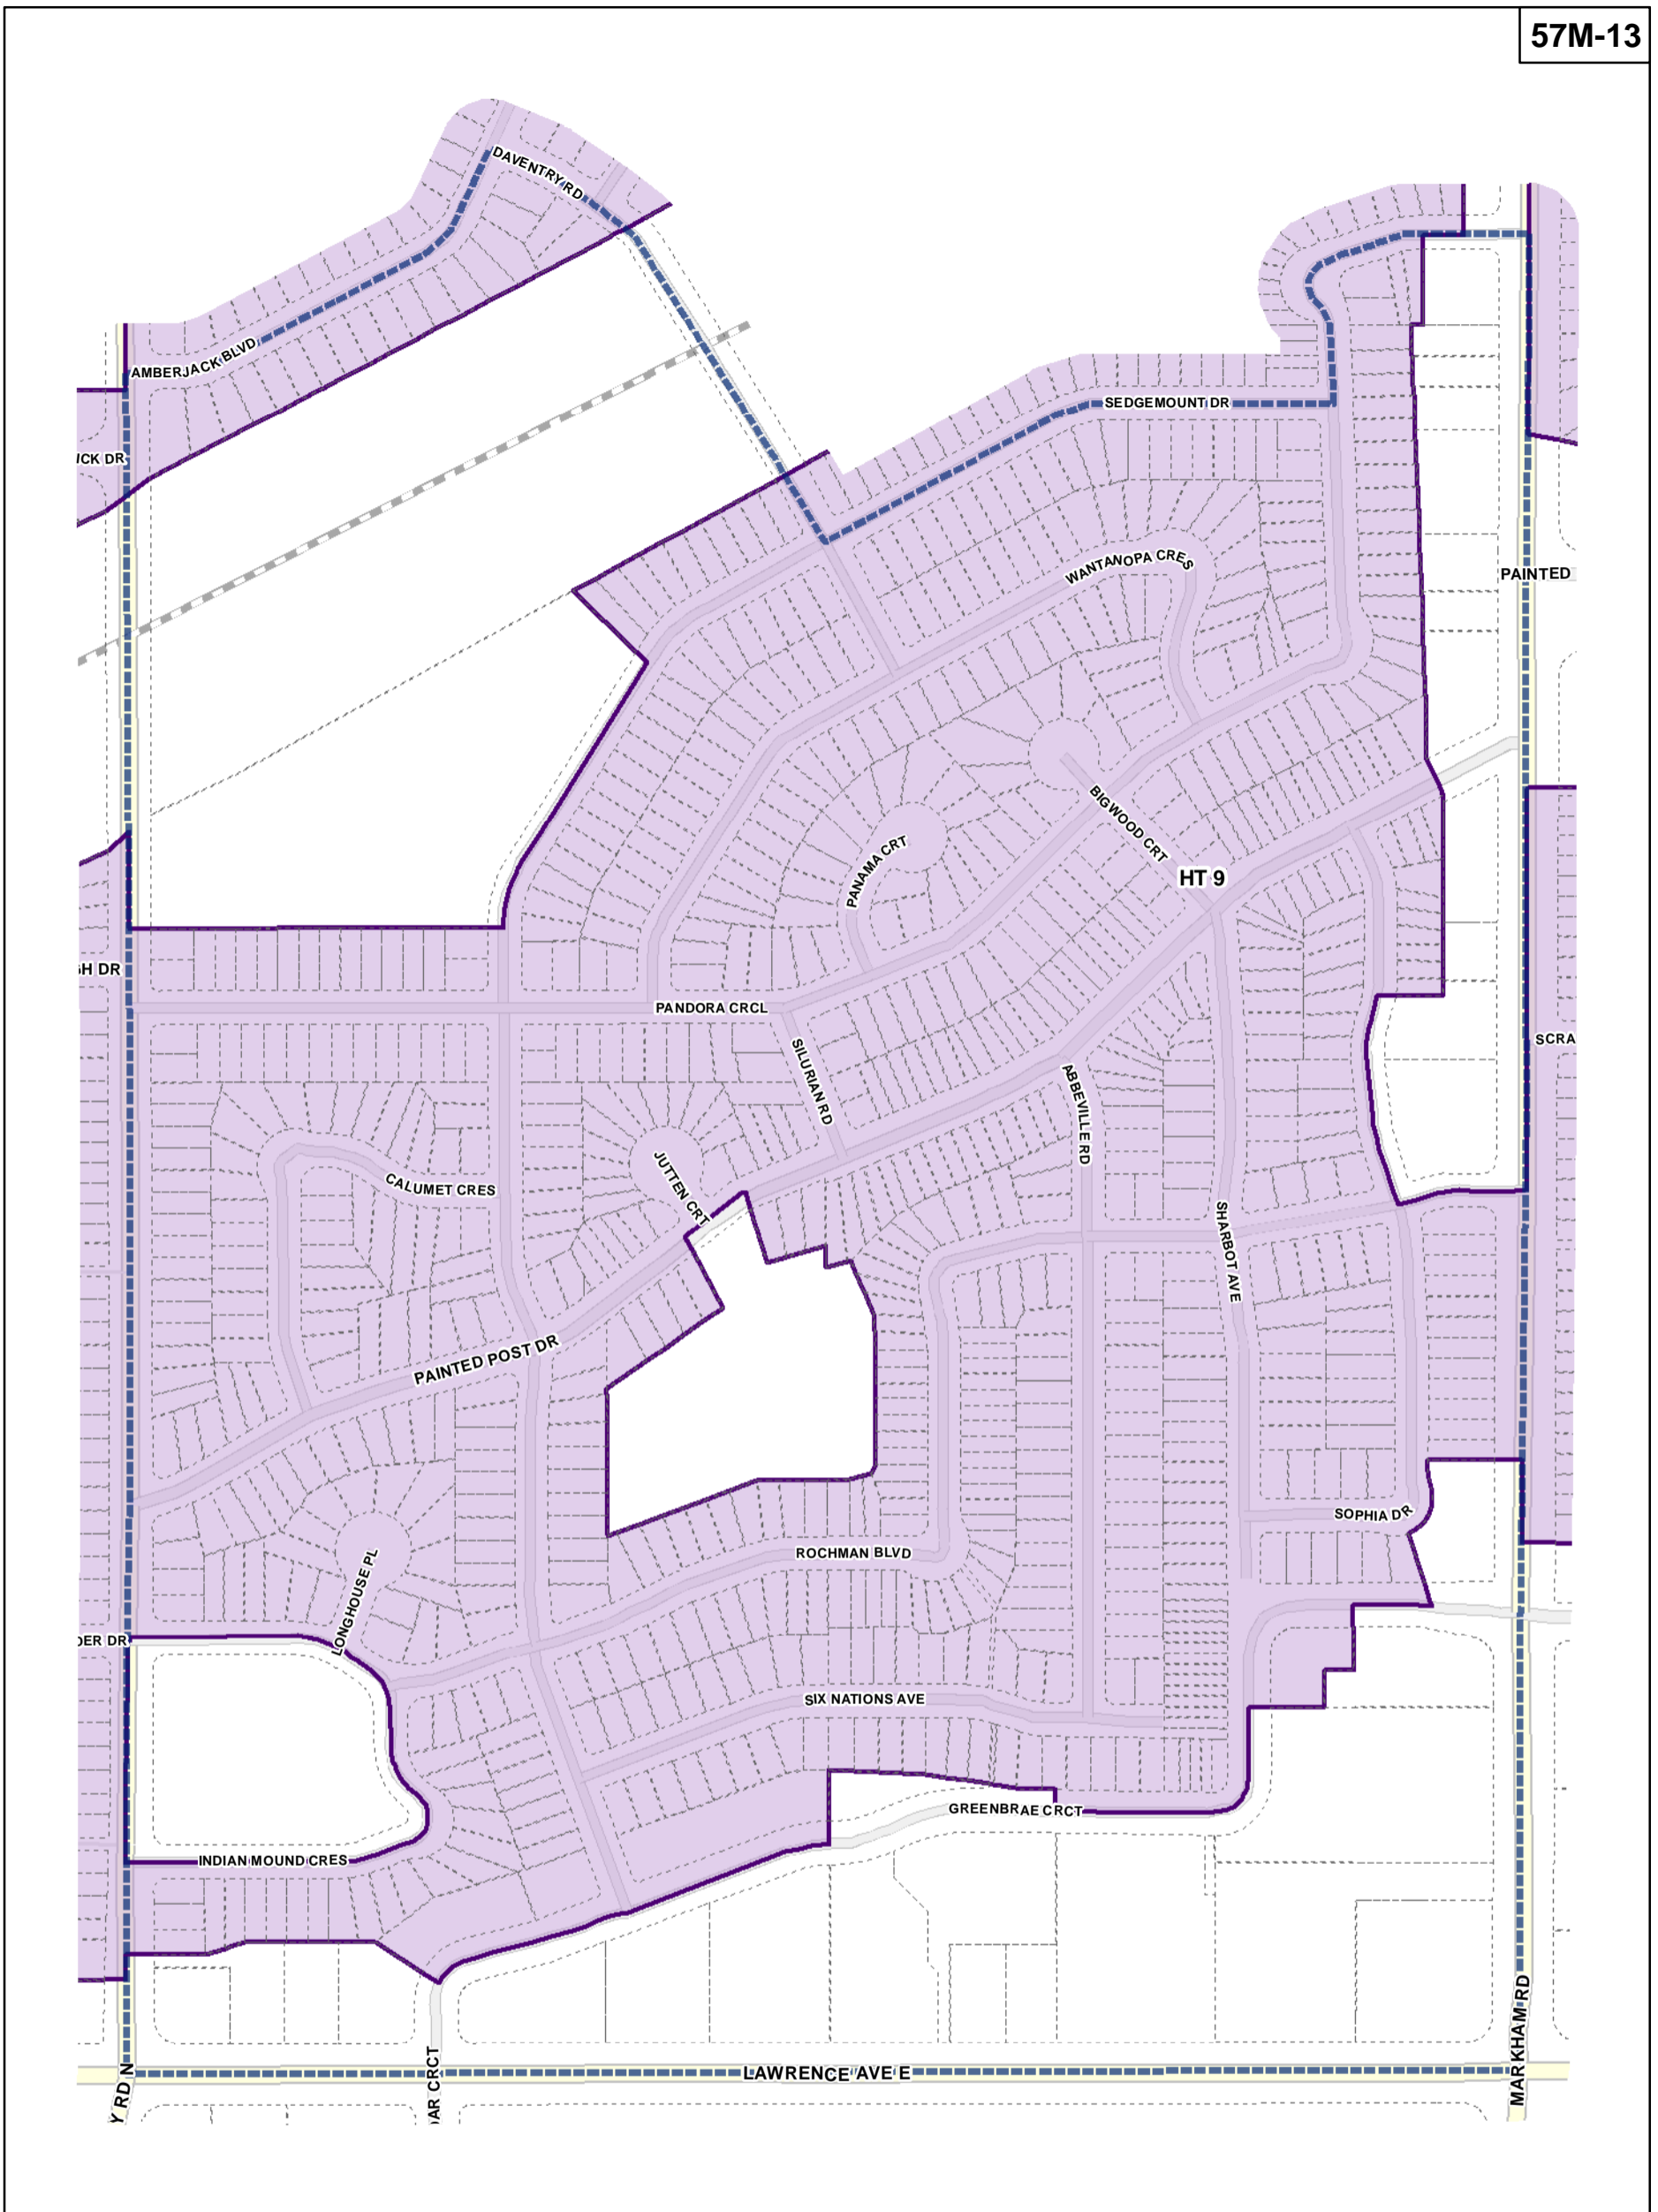 57M-13
DAVENTRY RD
AMBERJACK BLVD
SEDGEMOUNT DR
ICK DR
WANTANOPA CRES
PAINTED
BIGWOOD CRT
PANAMA CRT
HT 9
GH DR
PANDORA CRCL
SILURIAN RD
SCRA
ABBEVILLE RD
CALUMET CRES
JUTTEN CRT
SHARBOT AVE
PAINTED POST DR
SOPHIA DR
ROCHMAN BLVD
LONGHOUSE PL
DER DR
SIX NATIONS AVE
GREENBRAE CRCT
INDIAN MOUND CRES
MARKHAM RD
LAWRENCE AVE E
Y RD N
DAR CRCT